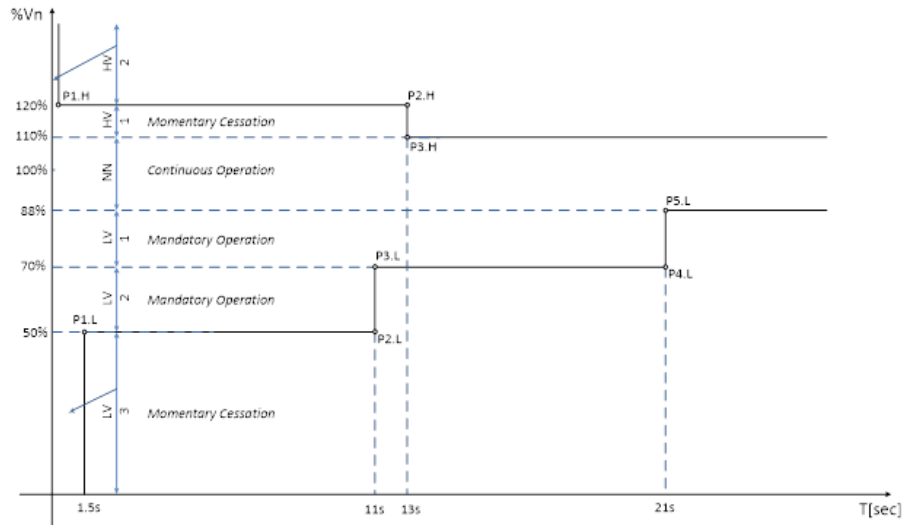 %Vn
HV 2
120%
P1.H
P2.H
HV 1
Momentary Cessation
110%
P3.H
100%
NN
Continuous Operation
88%
P5.L
LV 1
Mandatory Operation
70%
P3.L
P4.L
LV 2
Mandatory Operation
P1.L
50%
P2.L
LV 3
Momentary Cessation
1.5s
11s
13s
21s
T[sec]